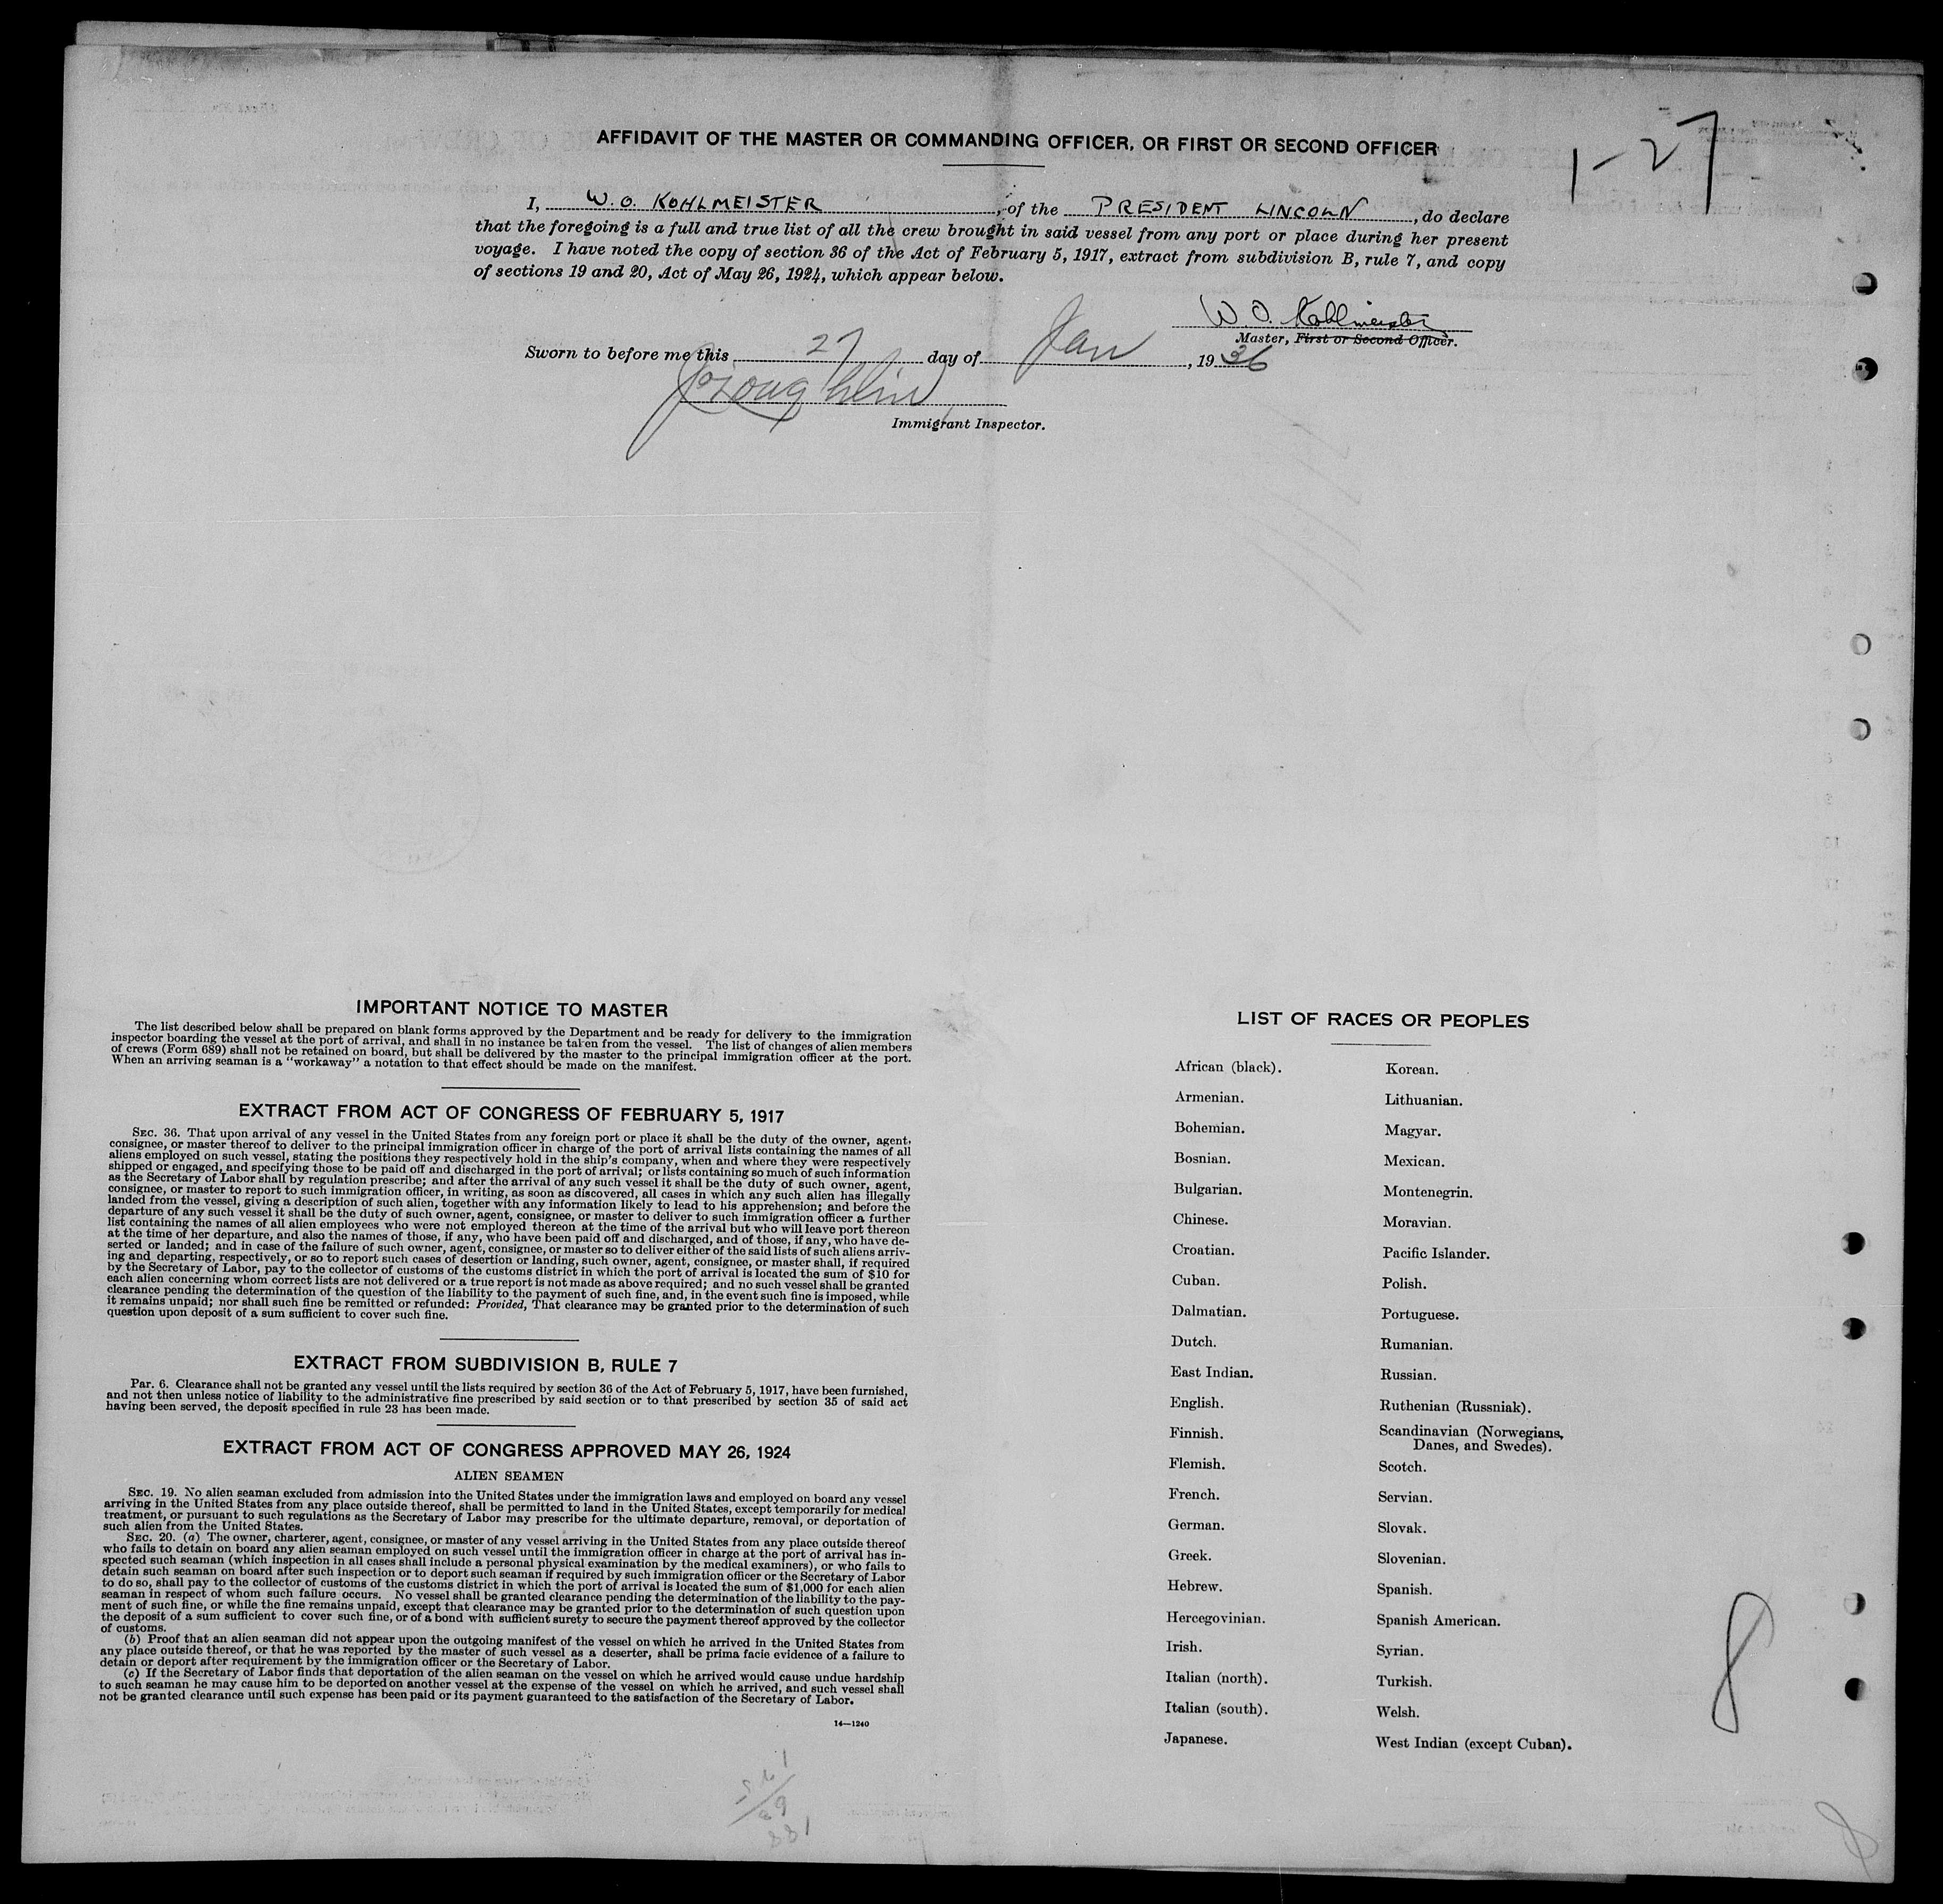 AFFIDAVIT OF THE MASTER OR COMMANDING OFFICER, OR FIRST OR SECOND OFFICER
1-27
I, W. O. KOHLMEISTER, of the PRESIDENT LINCOLN, do declare
that the foregoing is a full and true list of all the crew brought in said vessel from any port or place during her present
voyage. I have noted the copy of section 36 of the Act of February 5, 1917, extract from subdivision B, rule 7, and copy
of sections 19 and 20, Act of May 26, 1924, which appear below.
W O. Kohlmeister
Master, First or Second Officer.
Sworn to before me this 27 day of Jan, 1936
Immigrant Inspector.
IMPORTANT NOTICE TO MASTER
The list described below shall be prepared on blank forms approved by the Department and be ready for delivery to the immigration
inspector boarding the vessel at the port of arrival, and shall in no instance be taken from the vessel. The list of changes of alien members
of crews (Form 689) shall not be retained on board, but shall be delivered by the master to the principal immigration officer at the port.
When an arriving seaman is a "workaway" a notation to that effect should be made on the manifest.
EXTRACT FROM ACT OF CONGRESS OF FEBRUARY 5, 1917
SEC. 36. That upon arrival of any vessel in the United States from any foreign port or place it shall be the duty of the owner, agent,
consignee, or master thereof to deliver to the principal immigration officer in charge of the port of arrival lists containing the names of all
aliens employed on such vessel, stating the positions they respectively hold in the ship's company, when and where they were respectively
shipped or engaged, and specifying those to be paid off and discharged in the port of arrival; or lists containing so much of such information
as the Secretary of Labor shall by regulation prescribe; and after the arrival of any such vessel it shall be the duty of such owner, agent,
consignee, or master to report to such immigration officer, in writing, as soon as discovered, all cases in which any such alien has illegally
landed from the vessel, giving a description of such alien, together with any information likely to lead to his apprehension; and before the
departure of any such vessel it shall be the duty of such owner, agent, consignee, or master to deliver to such immigration officer a further
list containing the names of all alien employees who were not employed thereon at the time of the arrival but who will leave port thereon
at the time of her departure, and also the names of those, if any, who have been paid off and discharged, and of those, if any, who have de-
serted or landed; and in case of the failure of such owner, agent, consignee, or master so to deliver either of the said lists of such aliens arriv-
ing and departing, respectively, or so to report such cases of desertion or landing, such owner, agent, consignee, or master shall, if required
by the Secretary of Labor, pay to the collector of customs of the customs district in which the port of arrival is located the sum of $10 for
each alien concerning whom correct lists are not delivered or a true report is not made as above required; and no such vessel shall be granted
clearance pending the determination of the question of the liability to the payment of such fine, and, in the event such fine is imposed, while
it remains unpaid; nor shall such fine be remitted or refunded: Provided, That clearance may be granted prior to the determination of such
question upon deposit of a sum sufficient to cover such fine.
EXTRACT FROM SUBDIVISION B, RULE 7
Par. 6. Clearance shall not be granted any vessel until the lists required by section 36 of the Act of February 5, 1917, have been furnished,
and not then unless notice of liability to the administrative fine prescribed by said section or to that prescribed by section 35 of said act
having been served, the deposit specified in rule 23 has been made.
EXTRACT FROM ACT OF CONGRESS APPROVED MAY 26, 1924
ALIEN SEAMEN
SEC. 19. No alien seaman excluded from admission into the United States under the immigration laws and employed on board any vessel
arriving in the United States from any place outside thereof, shall be permitted to land in the United States, except temporarily for medical
treatment, or pursuant to such regulations as the Secretary of Labor may prescribe for the ultimate departure, removal, or deportation of
such alien from the United States.
SEC. 20. (a) The owner, charterer, agent, consignee, or master of any vessel arriving in the United States from any place outside thereof
who fails to detain on board any alien seaman employed on such vessel until the immigration officer in charge at the port of arrival has in-
spected such seaman (which inspection in all cases shall include a personal physical examination by the medical examiners), or who fails to
detain such seaman on board after such inspection or to deport such seaman if required by such immigration officer or the Secretary of Labor
to do so, shall pay to the collector of customs of the customs district in which the port of arrival is located the sum of $1,000 for each alien
seaman in respect of whom such failure occurs. No vessel shall be granted clearance pending the determination of the liability to the pay-
ment of such fine, or while the fine remains unpaid, except that clearance may be granted prior to the determination of such question upon
the deposit of a sum sufficient to cover such fine, or of a bond with sufficient surety to secure the payment thereof approved by the collector
of customs.
(b) Proof that an alien seaman did not appear upon the outgoing manifest of the vessel on which he arrived in the United States from
any place outside thereof, or that he was reported by the master of such vessel as a deserter, shall be prima facie evidence of a failure to
detain or deport after requirement by the immigration officer or the Secretary of Labor.
(c) If the Secretary of Labor finds that deportation of the alien seaman on the vessel on which he arrived would cause undue hardship
to such seaman he may cause him to be deported on another vessel at the expense of the vessel on which he arrived, and such vessel shall
not be granted clearance until such expense has been paid or its payment guaranteed to the satisfaction of the Secretary of Labor.
14—1240
LIST OF RACES OR PEOPLES
African (black).
Armenian.
Bohemian.
Bosnian.
Bulgarian.
Chinese.
Croatian.
Cuban.
Dalmatian.
Dutch.
East Indian.
English.
Finnish.
Flemish.
French.
German.
Greek.
Hebrew.
Hercegovinian.
Irish.
Italian (north).
Italian (south).
Japanese.
Korean.
Lithuanian.
Magyar.
Mexican.
Montenegrin.
Moravian.
Pacific Islander.
Polish.
Portuguese.
Rumanian.
Russian.
Ruthenian (Russniak).
Scandinavian (Norwegians,
Danes, and Swedes).
Scotch.
Servian.
Slovak.
Slovenian.
Spanish.
Spanish American.
Syrian.
Turkish.
Welsh.
West Indian (except Cuban).
8